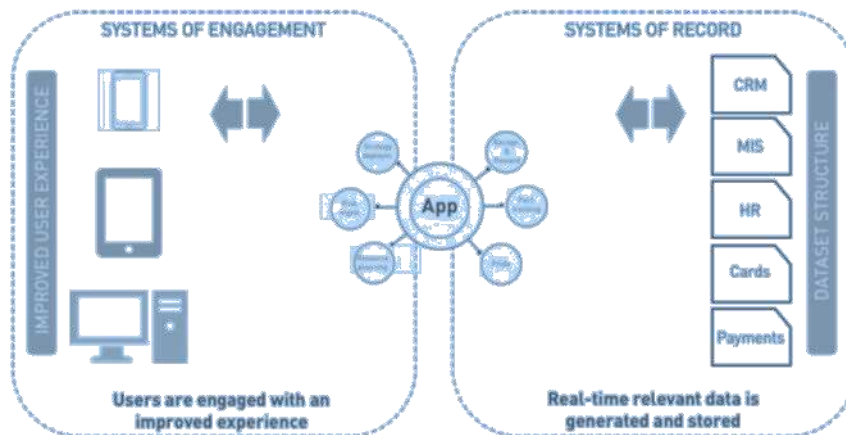 SYSTEMS OF ENGAGEMENT
IMPROVED USER EXPERIENCE
Users are engaged with an
improved experience
App
SYSTEMS OF RECORD
CRM
MIS
HR
Cards
Payments
DATASET STRUCTURE
Real-time relevant data is
generated and stored